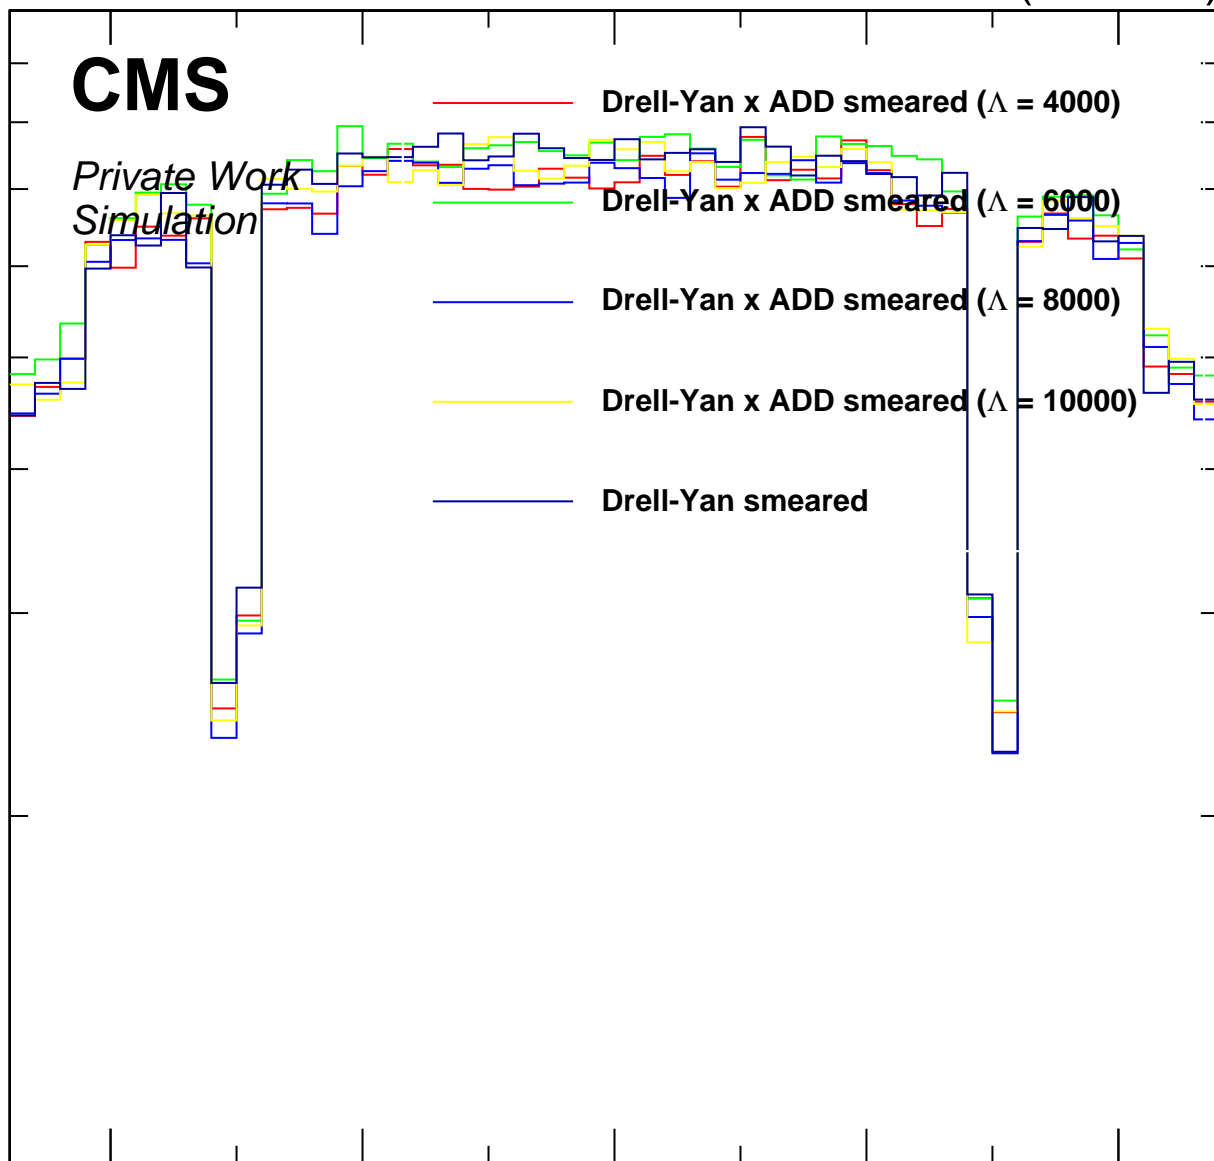 CMS
Private Work
Simulation
Drell-Yan x ADD smeared (Λ = 4000)
Drell-Yan x ADD smeared (Λ = 6000)
Drell-Yan x ADD smeared (Λ = 8000)
Drell-Yan x ADD smeared (Λ = 10000)
Drell-Yan smeared